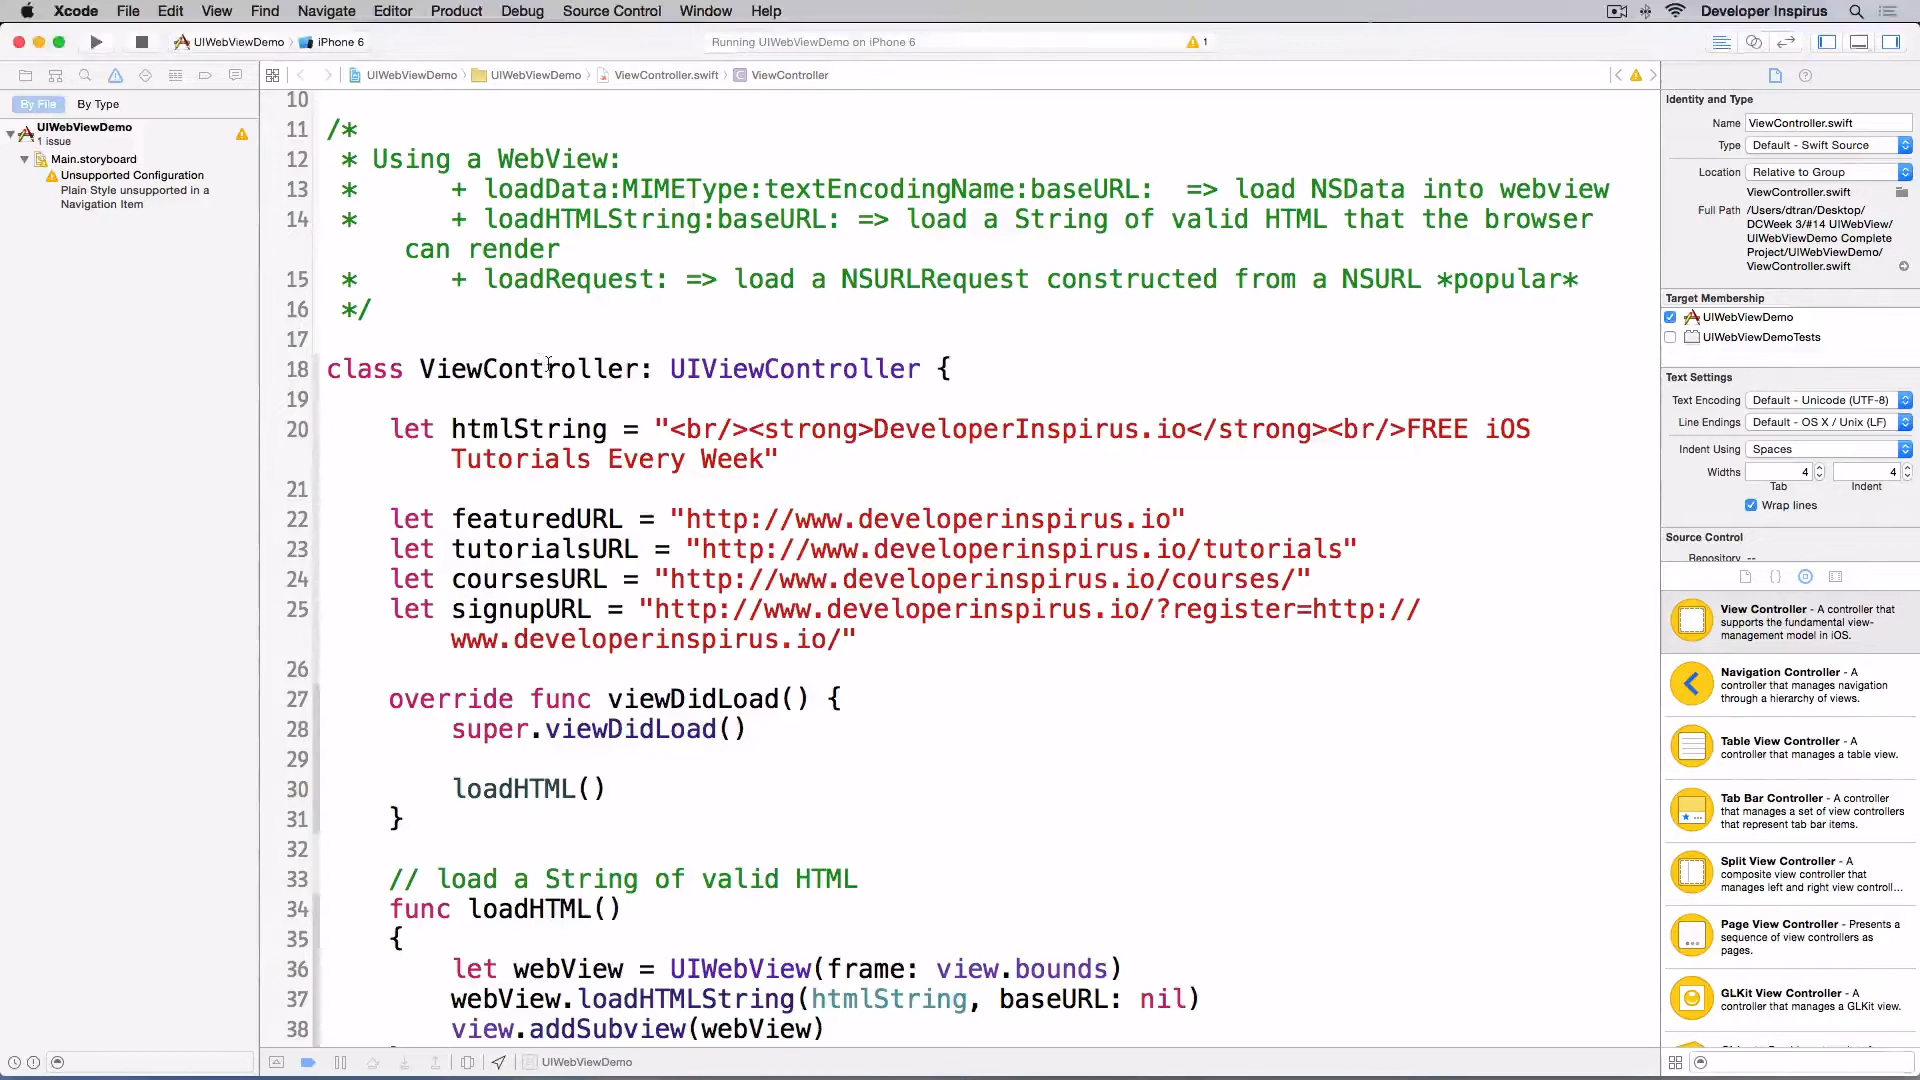 Xcode File Edit View Find Navigate Editor Product Debug Source Control Window Help Developer Inspirus
UIWebViewDemo iPhone 6 Running UIWebViewDemo on iPhone 6 1
UIWebViewDemo UIWebViewDemo ViewController.swift ViewController
By File By Type
UIWebViewDemo
1 issue
Main.storyboard
Unsupported Configuration
Plain Style unsupported in a
Navigation Item
10
11 /*
12 * Using a WebView:
13 * + loadData:MIMEType:textEncodingName:baseURL: => load NSData into webview
14 * + loadHTMLString:baseURL: => load a String of valid HTML that the browser
can render
15 * + loadRequest: => load a NSURLRequest constructed from a NSURL *popular*
16 */
17
18 class ViewController: UIViewController {
19
20 let htmlString = "<br/><strong>DeveloperInspirus.io</strong><br/>FREE iOS
Tutorials Every Week"
21
22 let featuredURL = "http://www.developerinspirus.io"
23 let tutorialsURL = "http://www.developerinspirus.io/tutorials"
24 let coursesURL = "http://www.developerinspirus.io/courses/"
25 let signupURL = "http://www.developerinspirus.io/?register=http://
www.developerinspirus.io/"
26
27 override func viewDidLoad() {
28 super.viewDidLoad()
29
30 loadHTML()
31 }
32
33 // load a String of valid HTML
34 func loadHTML()
35 {
36 let webView = UIWebView(frame: view.bounds)
37 webView.loadHTMLString(htmlString, baseURL: nil)
38 view.addSubview(webView)
UIWebViewDemo
Identity and Type
Name ViewController.swift
Type Default - Swift Source
Location Relative to Group
ViewController.swift
Full Path /Users/dtran/Desktop/
DCWeek 3/#14 UIWebView/
UIWebViewDemo Complete
Project/UIWebViewDemo/
ViewController.swift
Target Membership
UIWebViewDemo
UIWebViewDemoTests
Text Settings
Text Encoding Default - Unicode (UTF-8)
Line Endings Default - OS X / Unix (LF)
Indent Using Spaces
Widths 4 4
Tab Indent
Wrap lines
Source Control
Repository --
View Controller - A controller that
supports the fundamental view-
management model in iOS.
Navigation Controller - A
controller that manages navigation
through a hierarchy of views.
Table View Controller - A
controller that manages a table view.
Tab Bar Controller - A controller
that manages a set of view controllers
that represent tab bar items.
Split View Controller - A
composite view controller that
manages left and right view controll...
Page View Controller - Presents a
sequence of view controllers as
pages.
GLKit View Controller - A
controller that manages a GLKit view.